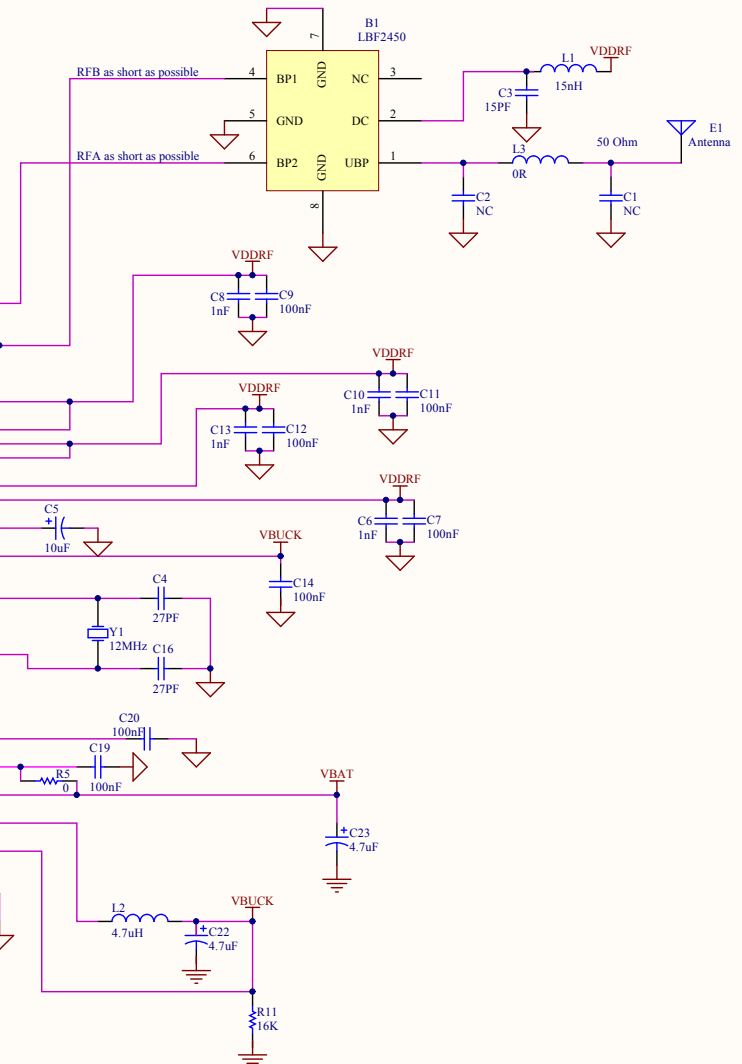 B1
LBF2450
7
GND
RFB as short as possible
4
BP1
NC
3
5
GND
DC
2
RFA as short as possible
6
BP2
GND
UBP
1
8
VDDRF
L1
15nH
C3
15PF
50 Ohm
E1
Antenna
L3
0R
C2
NC
C1
NC
VDDRF
C8
1nF
C9
100nF
VDDRF
C10
1nF
C11
100nF
VDDRF
C13
1nF
C12
100nF
VDDRF
C6
1nF
C7
100nF
C5
+
10uF
VBUCK
C14
100nF
C4
27PF
Y1
12MHz
C16
27PF
C20
100nF
C19
100nF
R5
0
VBAT
+
C23
4.7uF
L2
4.7uH
VBUCK
+
C22
4.7uF
R11
16K